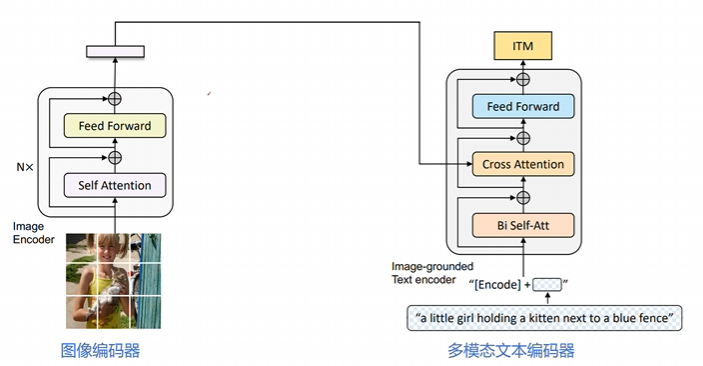 ITM
Feed Forward
Feed Forward
Cross Attention
N×
Self Attention
Bi Self-Att
Image
Encoder
Image-grounded
Text encoder
“[Encode] + ”
“a little girl holding a kitten next to a blue fence”
图像编码器
多模态文本编码器